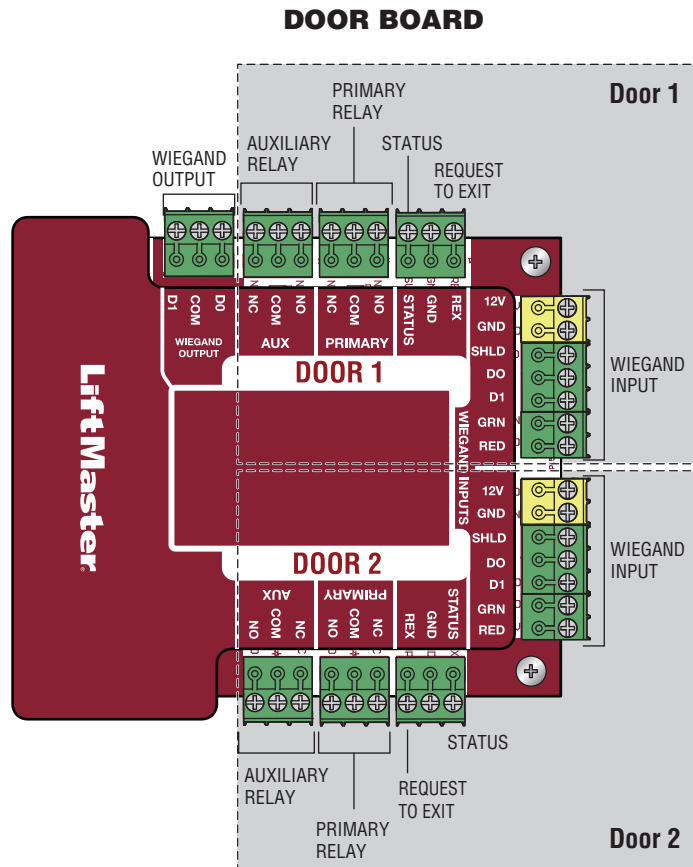 DOOR BOARD
Door 1
PRIMARY
RELAY
AUXILIARY
RELAY
STATUS
WIEGAND
OUTPUT
REQUEST
TO EXIT
D1
COM
D0
WIEGAND
OUTPUT
NC
COM
NO
AUX
NC
COM
NO
PRIMARY
STATUS
GND
REX
DOOR 1
12V
GND
SHLD
DO
D1
GRN
RED
WIEGAND
INPUT
LiftMaster®
WIEGAND INPUTS
12V
GND
SHLD
DO
D1
GRN
RED
WIEGAND
INPUT
DOOR 2
AUX
NO
COM
NC
PRIMARY
NO
COM
NC
REX
GND
STATUS
AUXILIARY
RELAY
PRIMARY
RELAY
REQUEST
TO EXIT
STATUS
Door 2